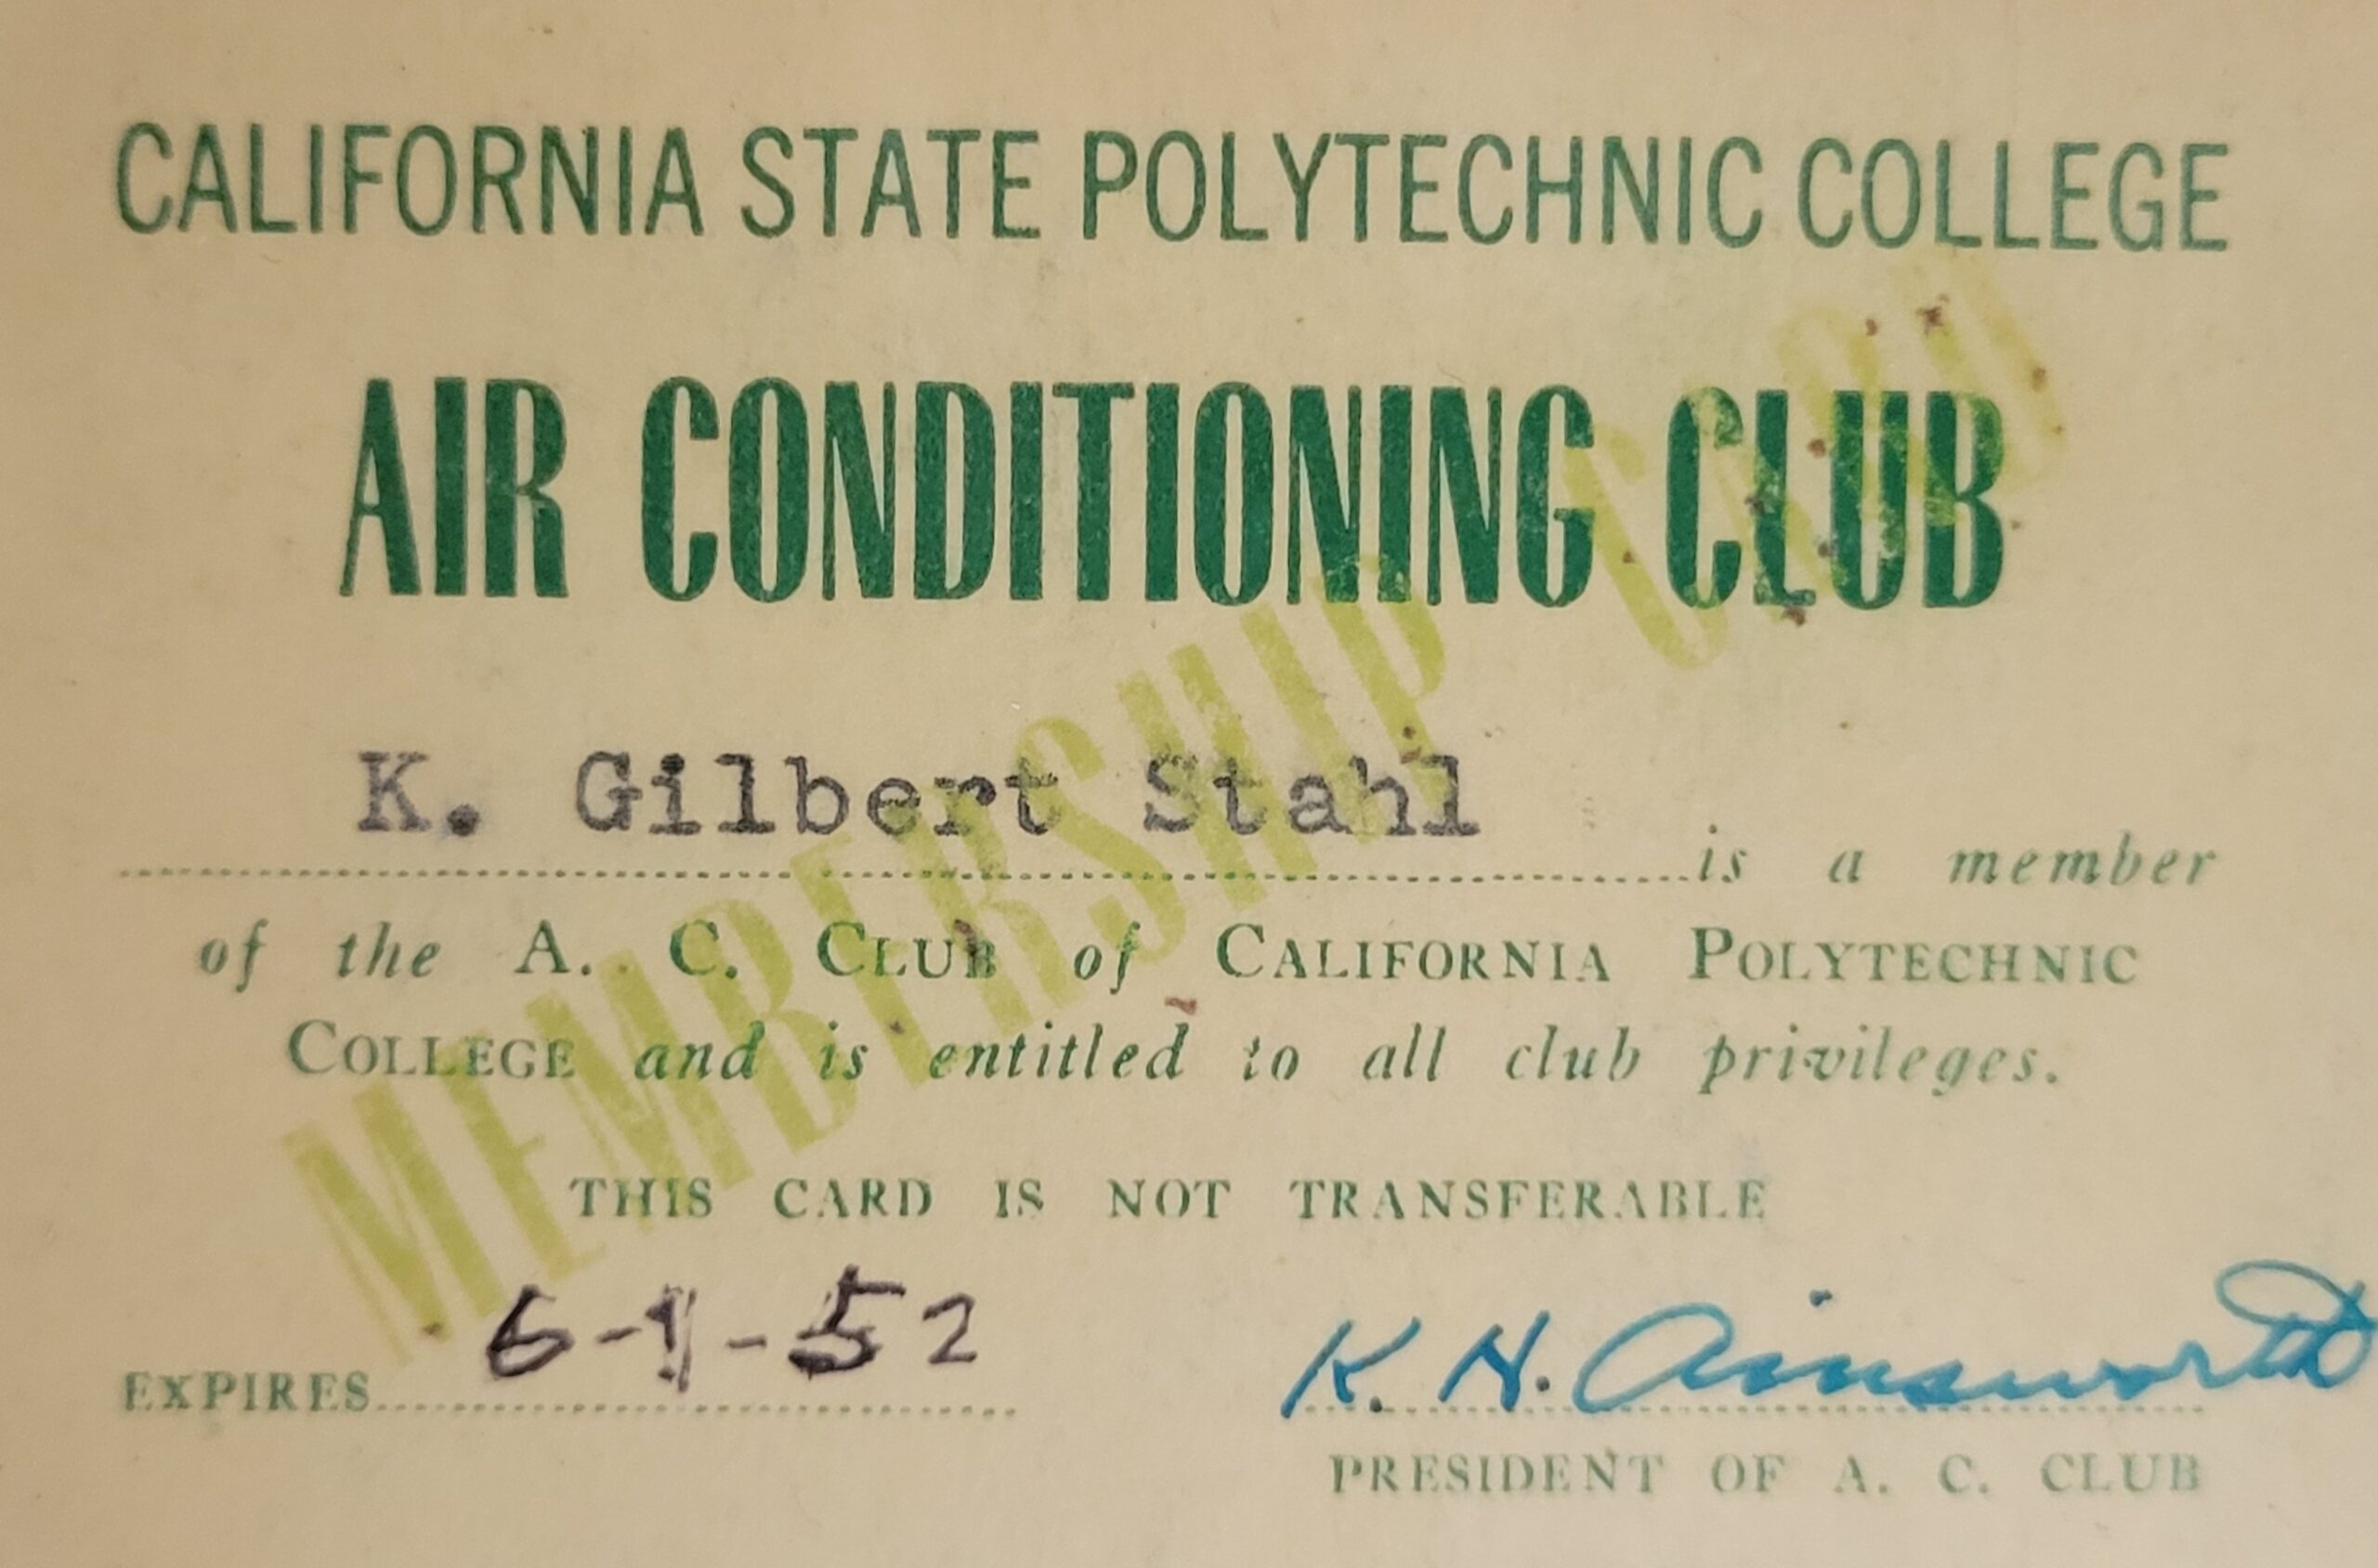 CALIFORNIA STATE POLYTECHNIC COLLEGE
AIR CONDITIONING CLUB
MEMBERSHIP CARD
K. Gilbert Stahl is a member
of the A. C. CLUB of CALIFORNIA POLYTECHNIC
COLLEGE and is entitled to all club privileges.
THIS CARD IS NOT TRANSFERABLE
EXPIRES 6-1-52
K. H. Ainsworth
PRESIDENT OF A. C. CLUB